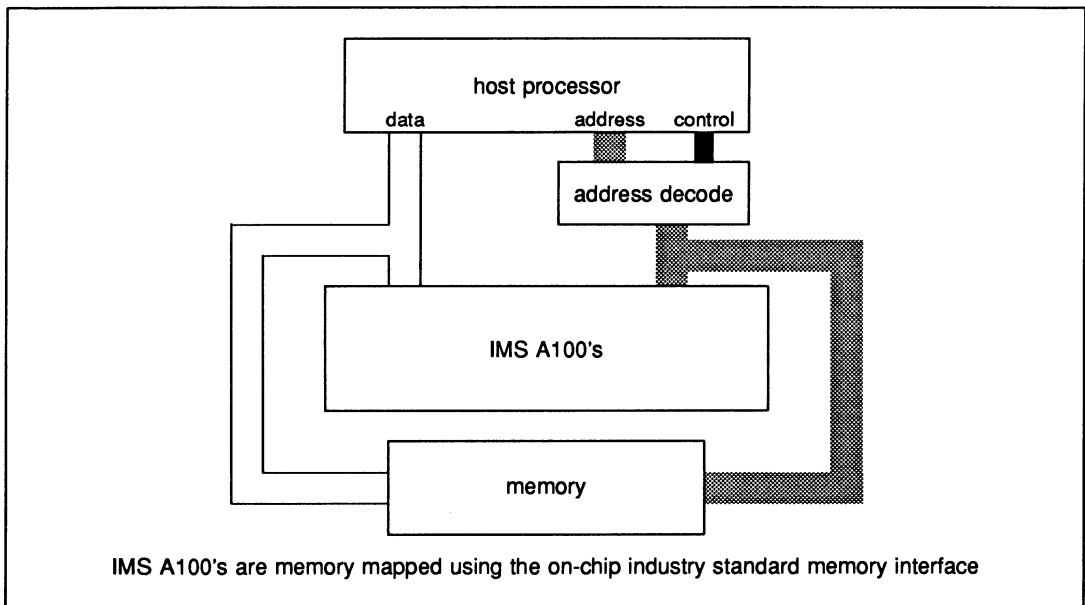 host processor
data address control
address decode
IMS A100's
memory
IMS A100's are memory mapped using the on-chip industry standard memory interface